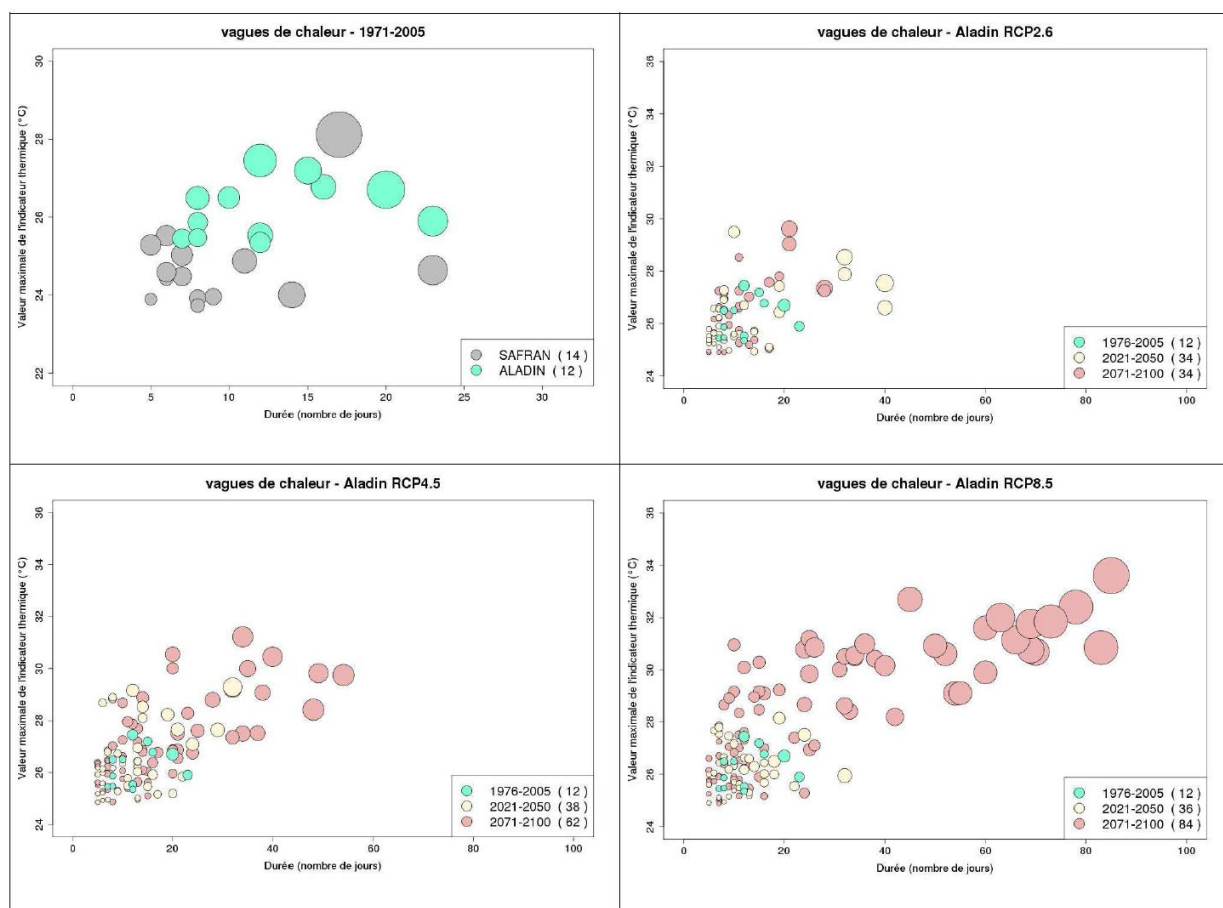 vagues de chaleur - 1971-2005
Valeur maximale de l'indicateur thermique (°C)
30
28
26
24
22
0
5
10
15
20
25
30
Durée (nombre de jours)
SAFRAN ( 14 )
ALADIN ( 12 )
vagues de chaleur - Aladin RCP2.6
Valeur maximale de l'indicateur thermique (°C)
36
34
32
30
28
26
24
0
20
40
60
80
100
Durée (nombre de jours)
1976-2005 ( 12 )
2021-2050 ( 34 )
2071-2100 ( 34 )
vagues de chaleur - Aladin RCP4.5
Valeur maximale de l'indicateur thermique (°C)
36
34
32
30
28
26
24
0
20
40
60
80
100
Durée (nombre de jours)
1976-2005 ( 12 )
2021-2050 ( 38 )
2071-2100 ( 62 )
vagues de chaleur - Aladin RCP8.5
Valeur maximale de l'indicateur thermique (°C)
36
34
32
30
28
26
24
0
20
40
60
80
100
Durée (nombre de jours)
1976-2005 ( 12 )
2021-2050 ( 36 )
2071-2100 ( 84 )